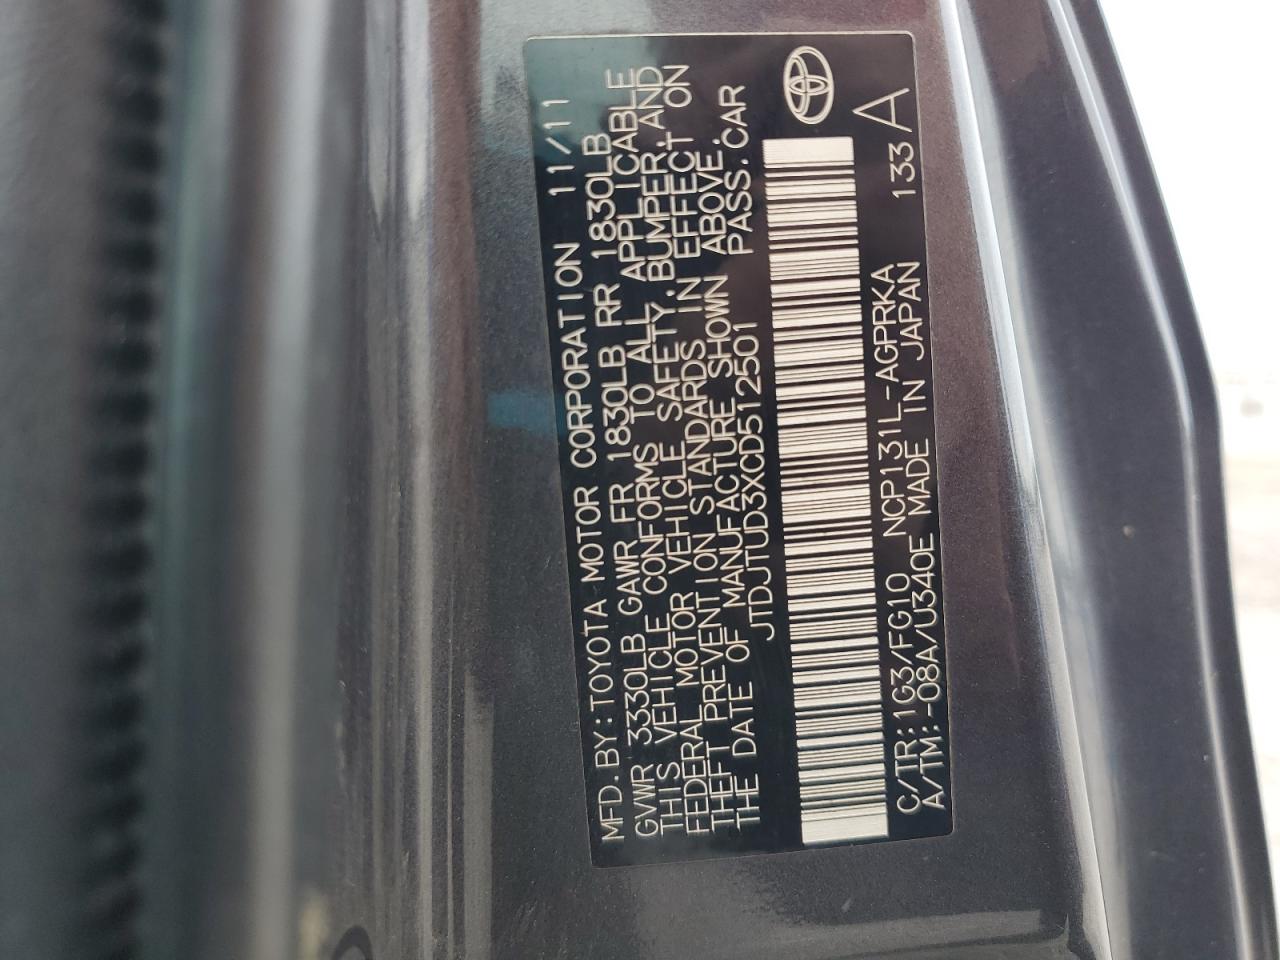 MFD.BY:TOYOTA MOTOR CORPORATION 11/11
GVWR 3330LB GAWR FR 1830LB RR 1830LB
THIS VEHICLE CONFORMS TO ALL APPLICABLE
FEDERAL MOTOR VEHICLE SAFETY,BUMPER,AND
THEFT PREVENTION STANDARDS IN EFFECT ON
THE DATE OF MANUFACTURE SHOWN ABOVE.
JTDJTUD3XCD512501 PASS.CAR
C/TR:1G3/FG10 NCP131L-AGPRKA 133 A
A/TM:-08A/U340E MADE IN JAPAN